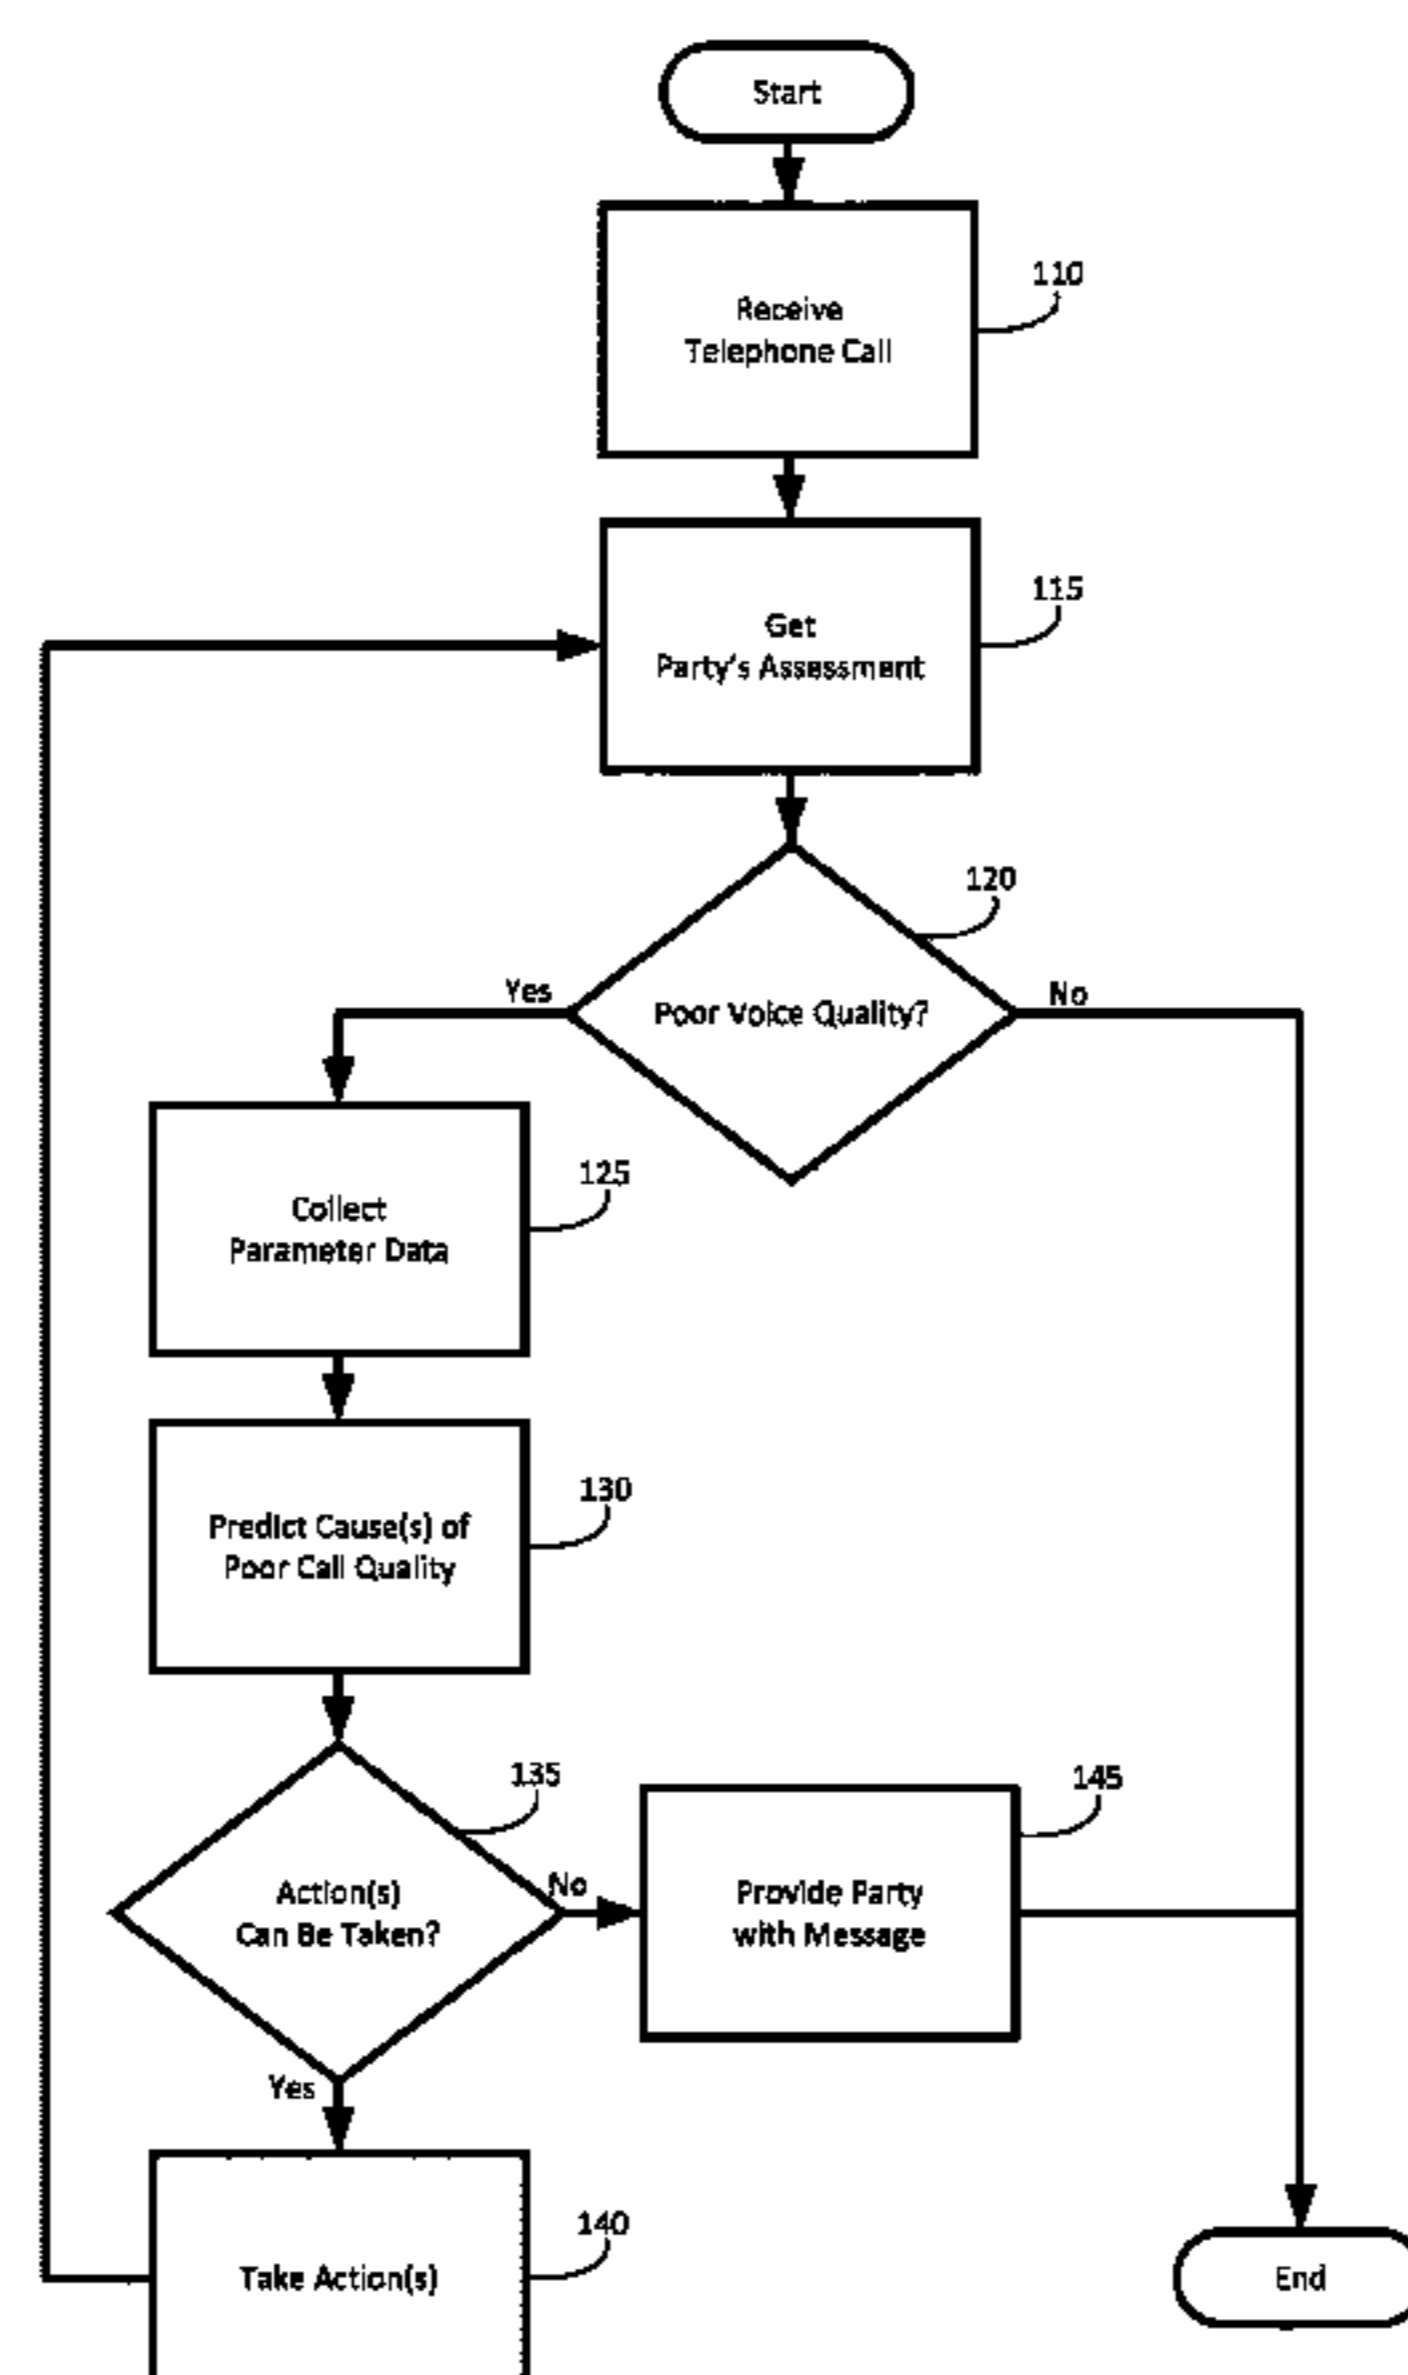 Start
110
Receive
Telephone Call
115
Get
Party's Assessment
120
Yes
Poor Voice Quality?
No
125
Collect
Parameter Data
130
Predict Cause(s) of
Poor Call Quality
135
Action(s)
Can Be Taken?
No
145
Provide Party
with Message
Yes
140
Take Action(s)
End